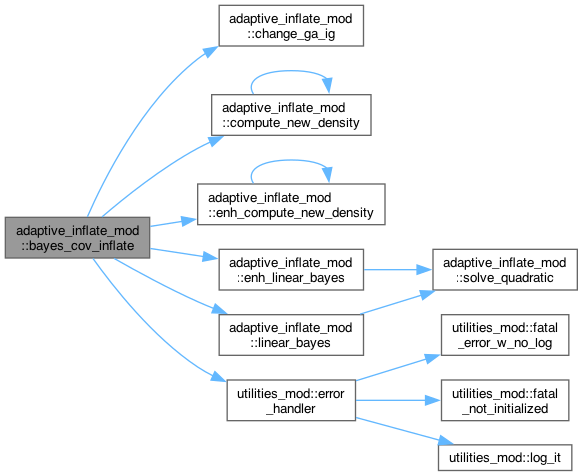 adaptive_inflate_mod
::change_ga_ig
adaptive_inflate_mod
::compute_new_density
adaptive_inflate_mod
::enh_compute_new_density
adaptive_inflate_mod
::bayes_cov_inflate
adaptive_inflate_mod
::enh_linear_bayes
adaptive_inflate_mod
::solve_quadratic
adaptive_inflate_mod
::linear_bayes
utilities_mod::error
_handler
utilities_mod::fatal
_error_w_no_log
utilities_mod::fatal
_not_initialized
utilities_mod::log_it